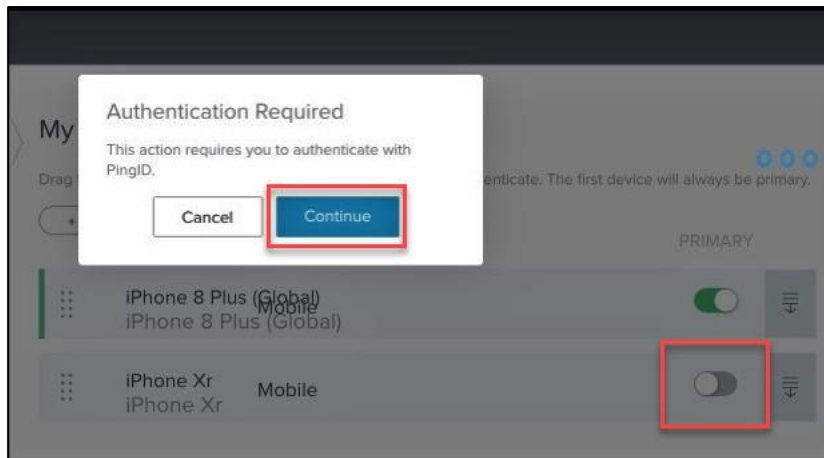 Authentication Required
My
This action requires you to authenticate with
PingID.
Drag
enticate. The first device will always be primary.
Cancel
Continue
+
PRIMARY
iPhone 8 Plus (Global)
Mobile
iPhone 8 Plus (Global)
iPhone Xr
Mobile
iPhone Xr